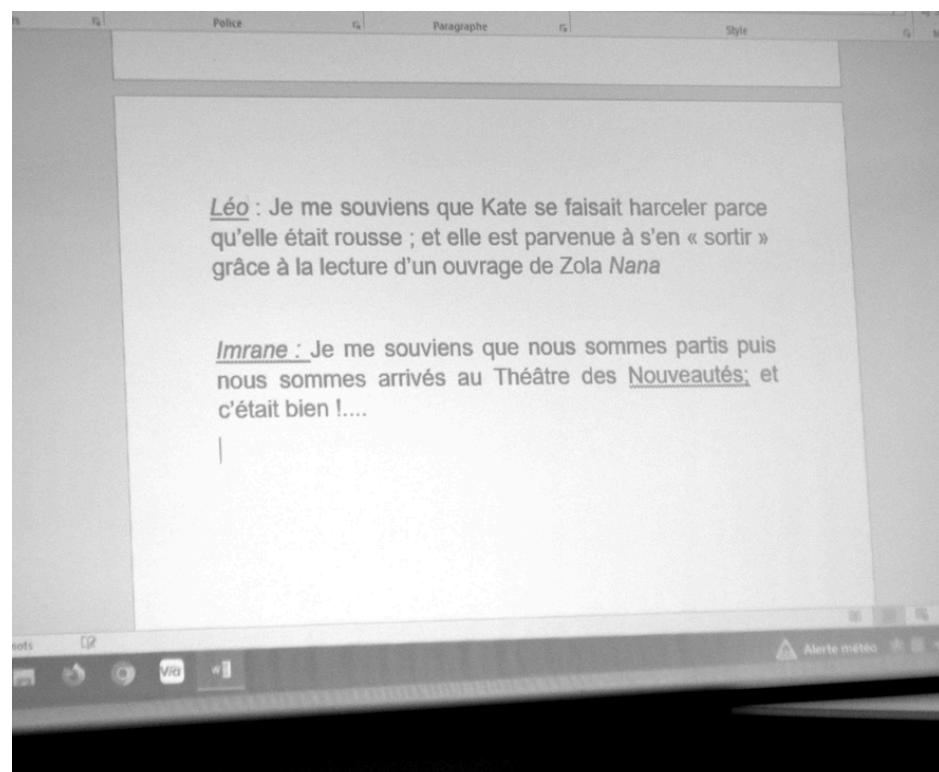 Police
Paragraphe
Style
Léo : Je me souviens que Kate se faisait harceler parce
qu'elle était rousse ; et elle est parvenue à s'en « sortir »
grâce à la lecture d'un ouvrage de Zola Nana
Imrane : Je me souviens que nous sommes partis puis
nous sommes arrivés au Théâtre des Nouveautés; et
c'était bien !....
Via
Alerte météo